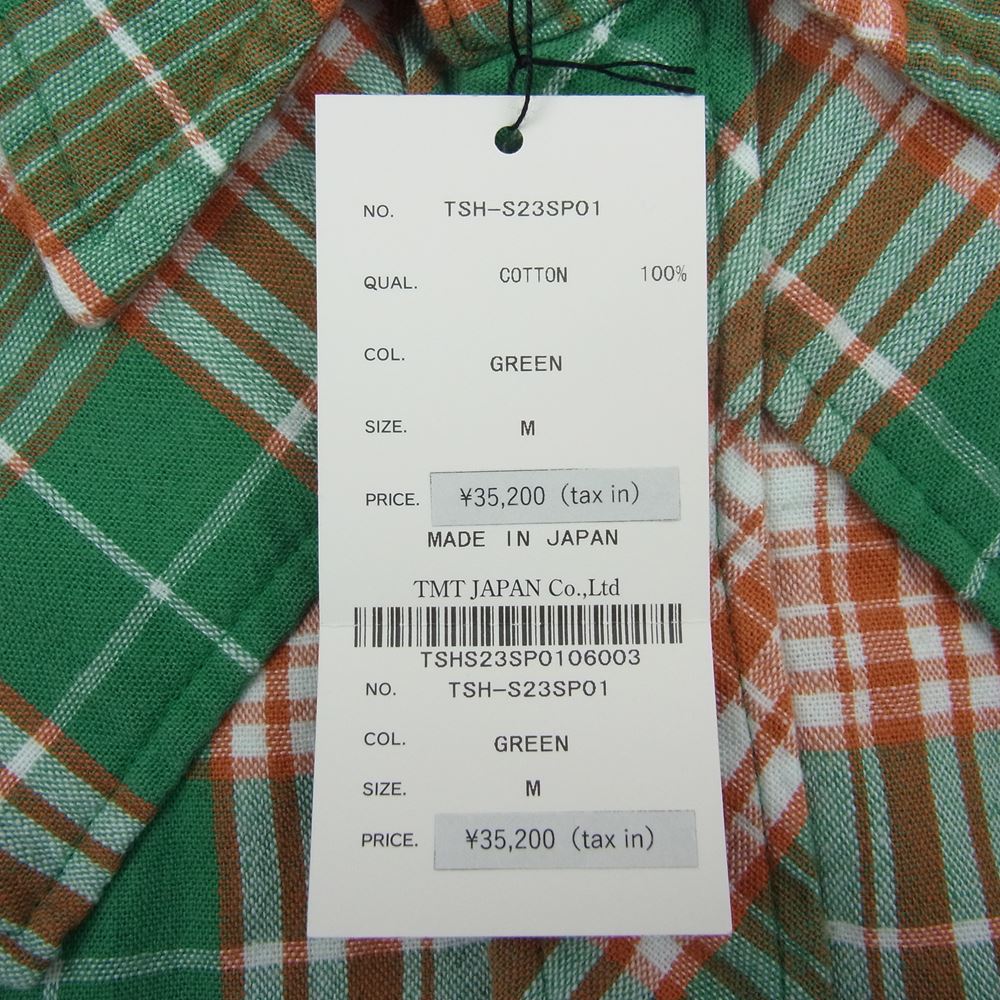 NO. TSH-S23SP01
QUAL. COTTON 100%
COL. GREEN
SIZE. M
PRICE. ¥35,200 (tax in)
MADE IN JAPAN
TMT JAPAN Co.,Ltd
TSHS23SP0106003
NO. TSH-S23SP01
COL. GREEN
SIZE. M
PRICE. ¥35,200 (tax in)